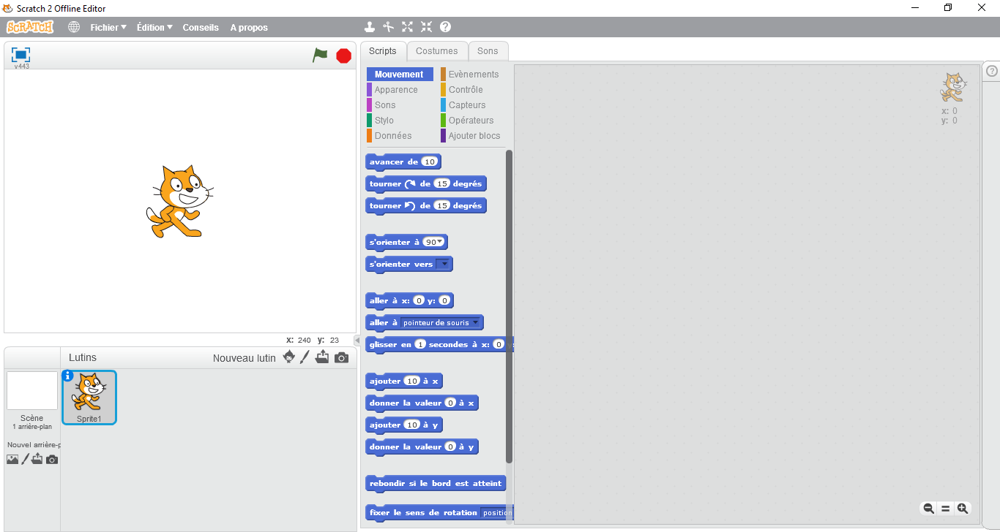 Scratch 2 Offline Editor
SCRATCH Fichier Édition Conseils A propos
v443
x: 240 y: 23
Lutins
Nouveau lutin
Scène
1 arrière-plan
Nouvel arrière-p
Sprite1
Scripts Costumes Sons
Mouvement Evènements
Apparence Contrôle
Sons Capteurs
Stylo Opérateurs
Données Ajouter blocs
avancer de 10
tourner de 15 degrés
tourner de 15 degrés
s'orienter à 90
s'orienter vers
aller à x: 0 y: 0
aller à pointeur de souris
glisser en 1 secondes à x: 0 y:
ajouter 10 à x
donner la valeur 0 à x
ajouter 10 à y
donner la valeur 0 à y
rebondir si le bord est atteint
fixer le sens de rotation position
x: 0
y: 0